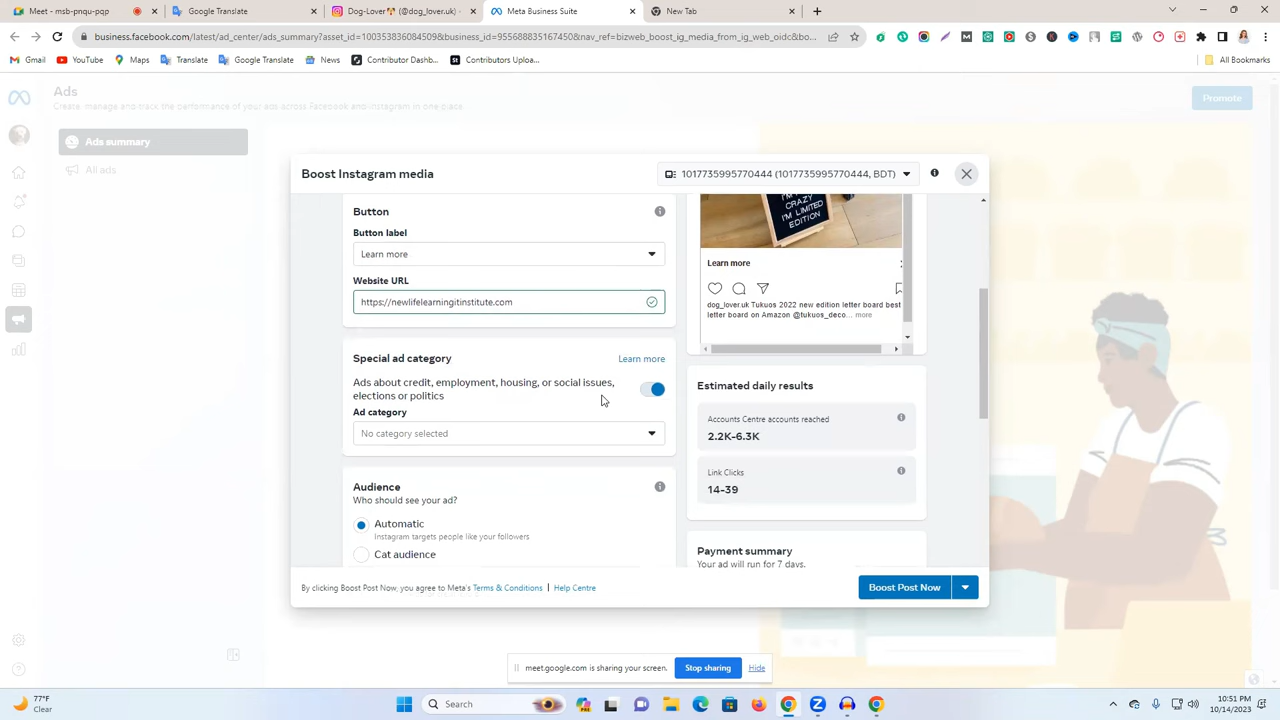 Meet - msb-pnqu-pqp
Google Translate
Dog-Lover (@dog_lover.uk)
Meta Business Suite
New Tab
business.facebook.com/latest/ad_center/ads_summary?asset_id=100353836084509&nav_ref=bizweb_boost_ig_media_from_ig_web_oidc&bo...
Gmail
YouTube
Maps
Translate
Google Translate
News
Contributor Dashb...
Contributors Uploa...
All Bookmarks
Ads
Create, manage and track the performance of your ads across Facebook and Instagram in one place.
Promote
Ads summary
All ads
Boost Instagram media
1017735995770444 (1017735995770444, BDT)
Button
Button label
Learn more
Website URL
https://newlifelearningitinstitute.com
Special ad category
Learn more
Ads about credit, employment, housing, or social issues,
elections or politics
Ad category
No category selected
Audience
Who should see your ad?
Automatic
Instagram targets people like your followers
Cat audience
CRAZY
I'M LIMITED
EDITION
Learn more
dog_lover.uk Tukuos 2022 new edition letter board best
letter board on Amazon @tukuos_deco... more
Estimated daily results
Accounts Centre accounts reached
2.2K-6.3K
Link Clicks
14-39
Payment summary
Your ad will run for 7 days.
By clicking Boost Post Now, you agree to Meta's Terms & Conditions | Help Centre
Boost Post Now
meet.google.com is sharing your screen.
Stop sharing
Hide
77°F
Clear
Search
10:51 PM
10/14/2023